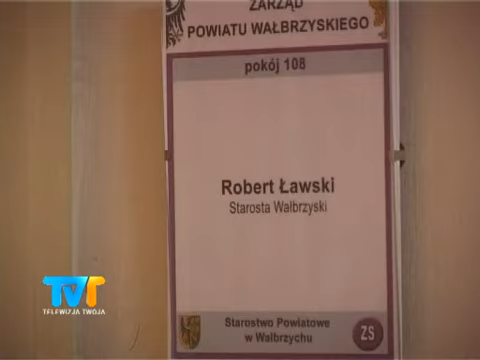 ZARZĄD
POWIATU WAŁBRZYSKIEGO
pokój 108
Robert Ławski
Starosta Wałbrzyski
Starostwo Powiatowe
w Wałbrzychu
ZS
TVT
TELEWIZJA TWOJA